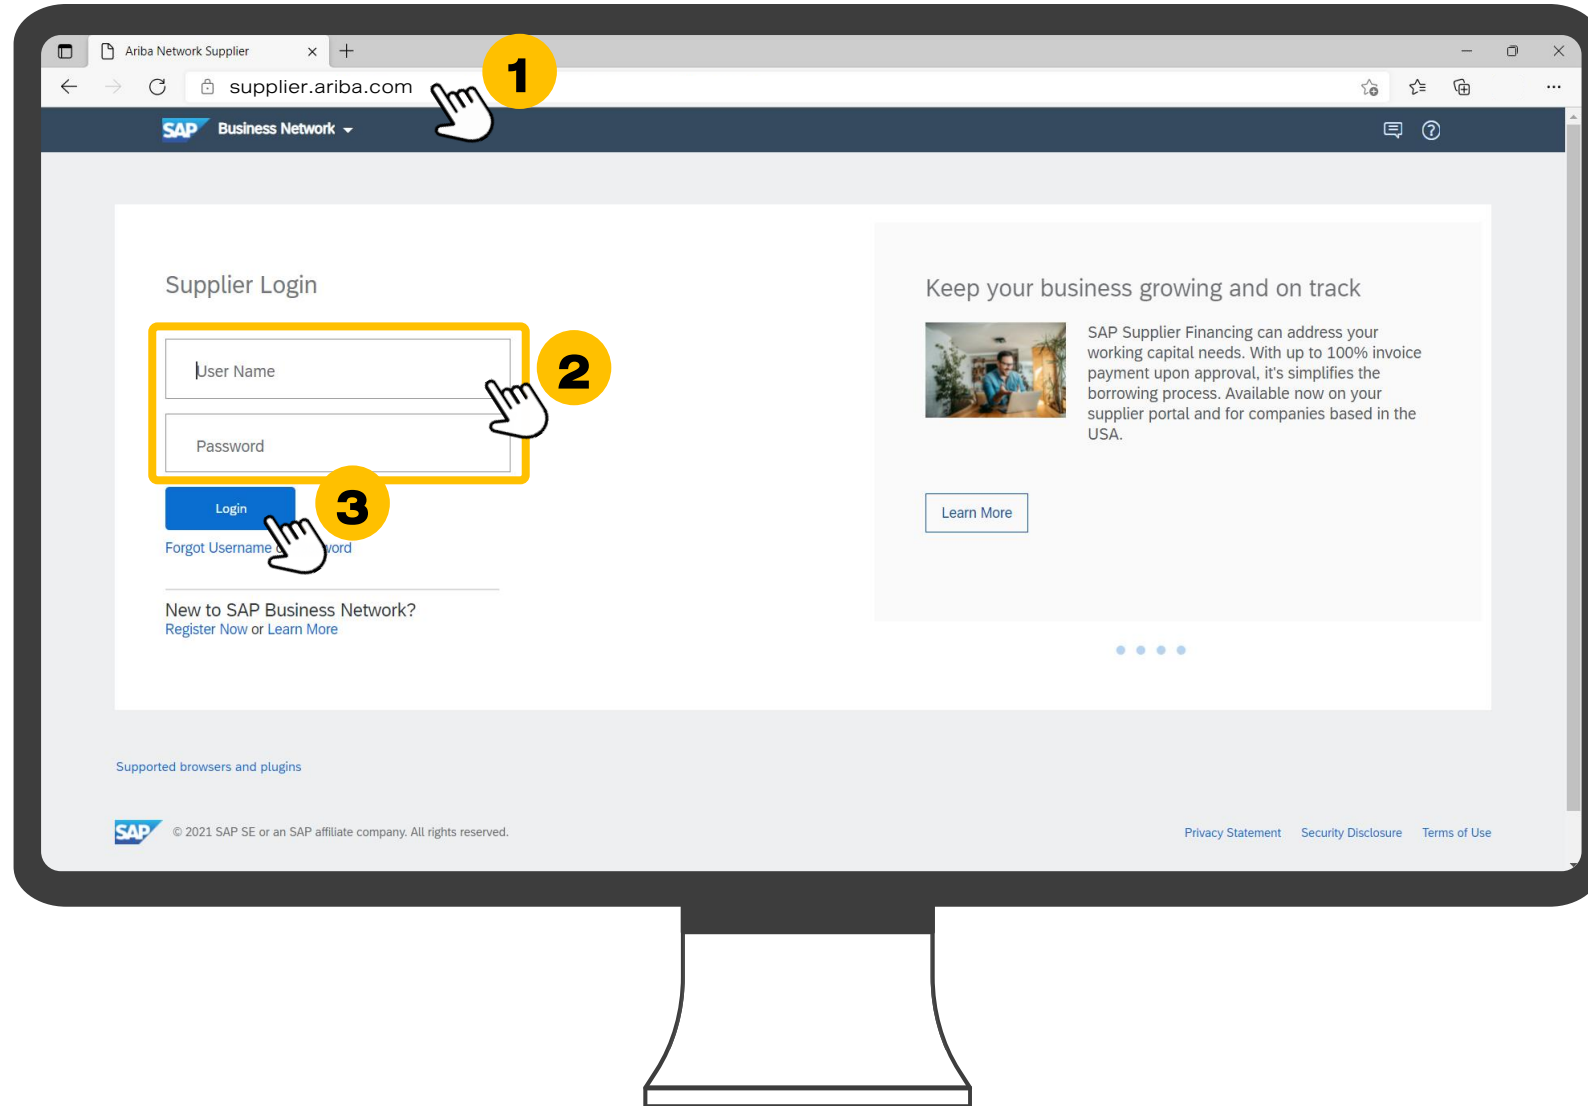 Ariba Network Supplier
supplier.ariba.com
1
SAP Business Network
Supplier Login
User Name
2
Password
Login
3
Forgot Username
New to SAP Business Network?
Register Now or Learn More
Keep your business growing and on track
SAP Supplier Financing can address your
working capital needs. With up to 100% invoice
payment upon approval, it's simplifies the
borrowing process. Available now on your
supplier portal and for companies based in the
USA.
Learn More
Supported browsers and plugins
SAP © 2021 SAP SE or an SAP affiliate company. All rights reserved.
Privacy Statement Security Disclosure Terms of Use